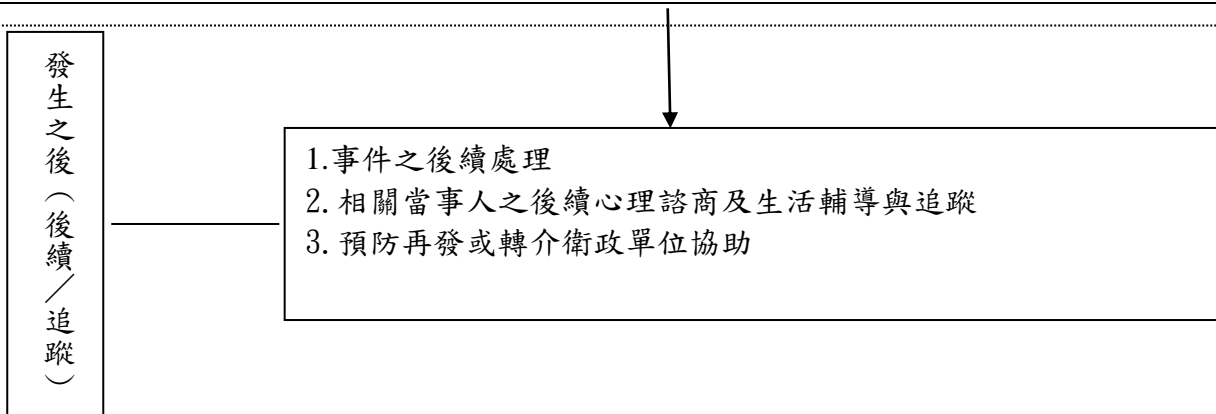 發生之後（後續／追蹤）
1.事件之後續處理
2.相關當事人之後續心理諮商及生活輔導與追蹤
3.預防再發或轉介衛政單位協助